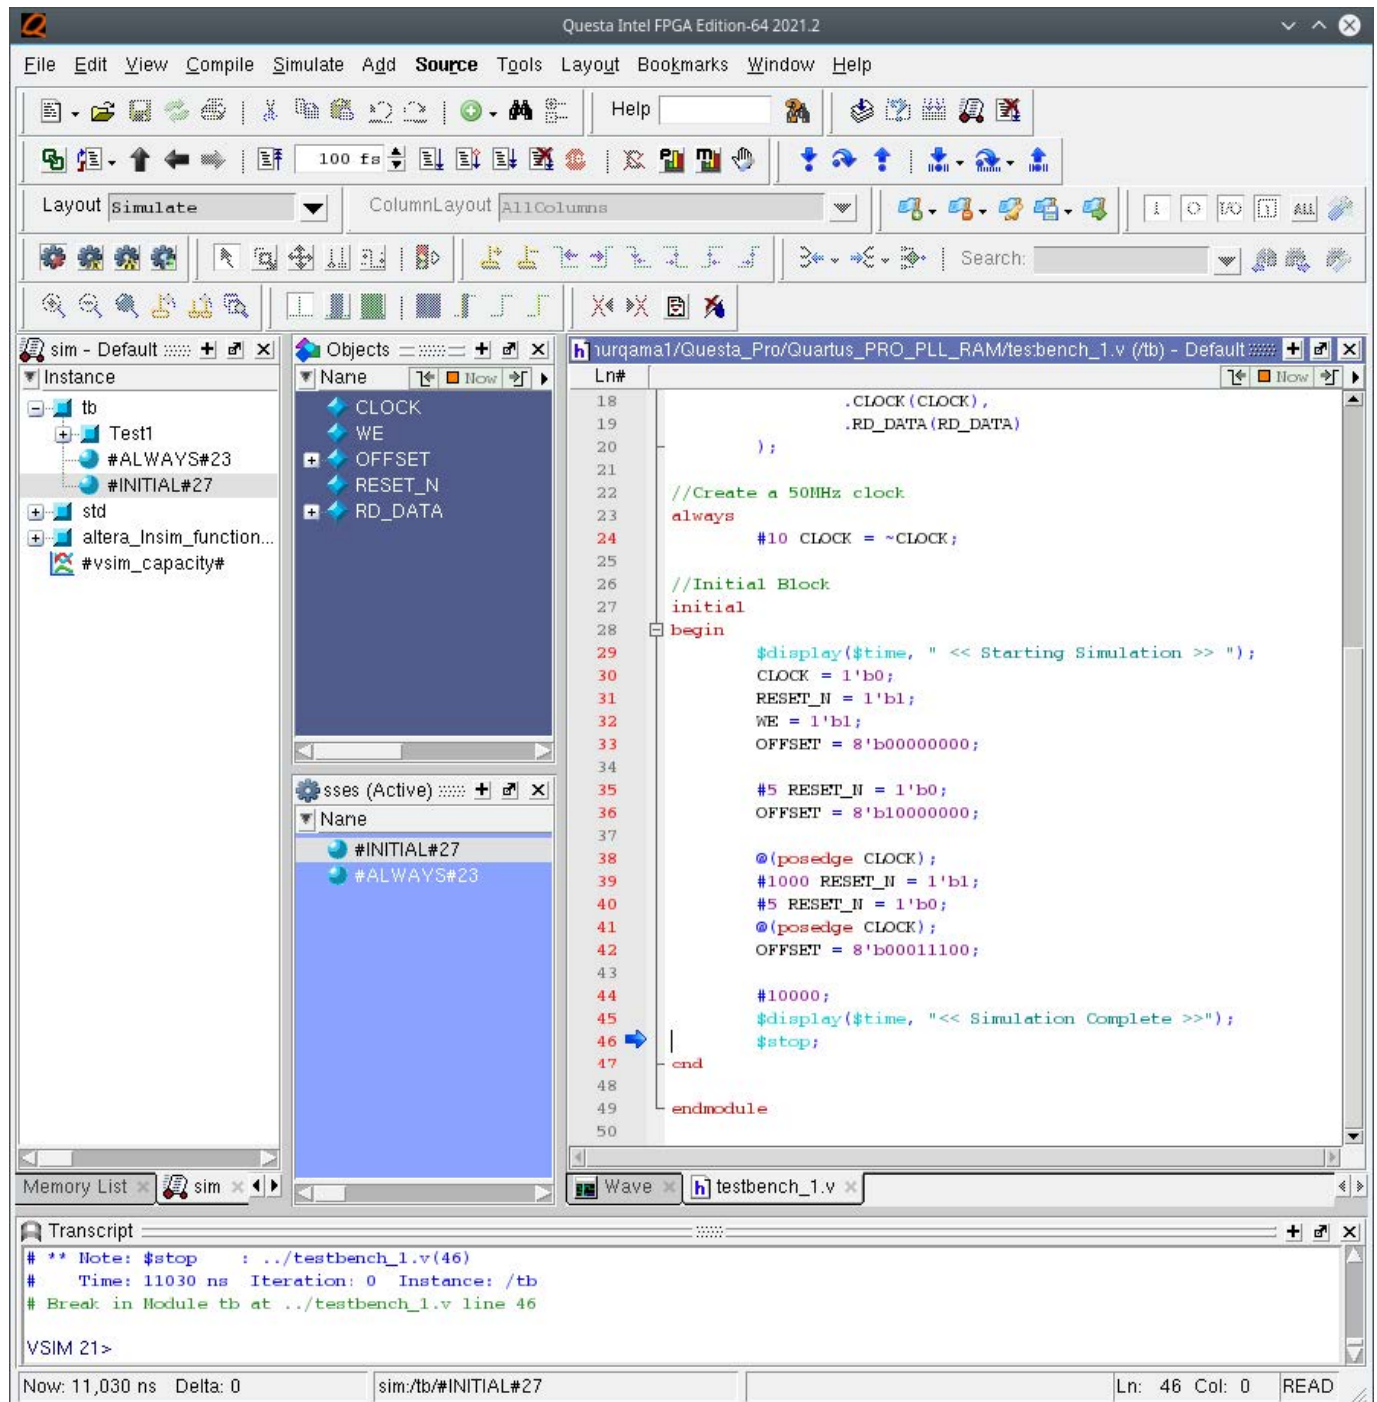 Questa Intel FPGA Edition-64 2021.2
File Edit View Compile Simulate Add Source Tools Layout Bookmarks Window Help
Help
100 fs
Layout Simulate ColumnLayout AllColumns
Search:
sim - Default
Instance
tb
Test1
#ALWAYS#23
#INITIAL#27
std
altera_lnsim_function...
#vsim_capacity#
Memory List sim
Objects
Name Now
CLOCK
WE
OFFSET
RESET_N
RD_DATA
sses (Active)
Name
#INITIAL#27
#ALWAYS#23
hurqama1/Questa_Pro/Quartus_PRO_PLL_RAM/testbench_1.v (/tb) - Default
Ln# Now
18 .CLOCK(CLOCK),
19 .RD_DATA(RD_DATA)
20 );
21
22 //Create a 50MHz clock
23 always
24 #10 CLOCK = ~CLOCK;
25
26 //Initial Block
27 initial
28 begin
29 $display($time, " << Starting Simulation >> ");
30 CLOCK = 1'b0;
31 RESET_N = 1'b1;
32 WE = 1'b1;
33 OFFSET = 8'b00000000;
34
35 #5 RESET_N = 1'b0;
36 OFFSET = 8'b10000000;
37
38 @(posedge CLOCK);
39 #1000 RESET_N = 1'b1;
40 #5 RESET_N = 1'b0;
41 @(posedge CLOCK);
42 OFFSET = 8'b00011100;
43
44 #10000;
45 $display($time, "<< Simulation Complete >>");
46 $stop;
47 end
48
49 endmodule
50
Wave testbench_1.v
Transcript
# ** Note: $stop : ../testbench_1.v(46)
# Time: 11030 ns Iteration: 0 Instance: /tb
# Break in Module tb at ../testbench_1.v line 46
VSIM 21>
Now: 11,030 ns Delta: 0 sim:/tb/#INITIAL#27 Ln: 46 Col: 0 READ